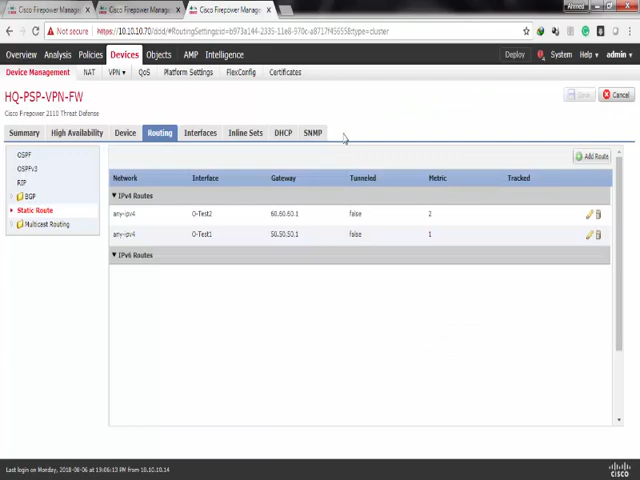 Cisco Firepower Manage
Cisco Firepower Manage
Cisco Firepower Manage
Ahmed
Not secure
https://10.10.10.70/ddd/#RoutingSettings;id=b973a144-2335-11e8-970c-a8717f456558;type=cluster
Overview Analysis Policies Devices Objects AMP Intelligence
Deploy System Help admin
Device Management NAT VPN QoS Platform Settings FlexConfig Certificates
HQ-PSP-VPN-FW
Save Cancel
Cisco Firepower 2110 Threat Defense
Summary High Availability Device Routing Interfaces Inline Sets DHCP SNMP
OSPF
OSPFv3
RIP
BGP
Static Route
Multicast Routing
Add Route
Network Interface Gateway Tunneled Metric Tracked
IPv4 Routes
any-ipv4 O-Test2 60.60.60.1 false 2
any-ipv4 O-Test1 50.50.50.1 false 1
IPv6 Routes
Last login on Monday, 2018-08-06 at 19:06:13 PM from 10.10.10.14
CISCO